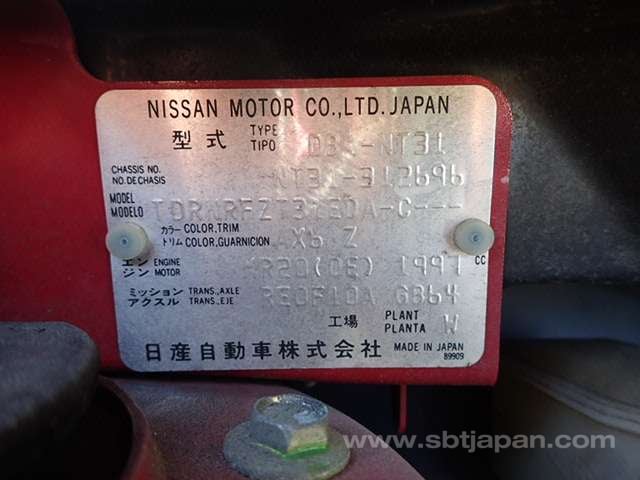 NISSAN MOTOR CO.,LTD. JAPAN
型式 TYPE TIPO DBA-NT31
CHASSIS NO. NO.DE CHASIS NT31-312696
MODEL MODELO
カラー COLOR,TRIM トリム COLOR,GUARNICION AX6 Z
エンジン ENGINE MOTOR MR20(DE) 1997 CC
ミッション TRANS.,AXLE アクスル TRANS.,EJE RE0F10A GB64
工場 PLANT PLANTA W
日産自動車株式会社 MADE IN JAPAN
89909
www.sbtjapan.com